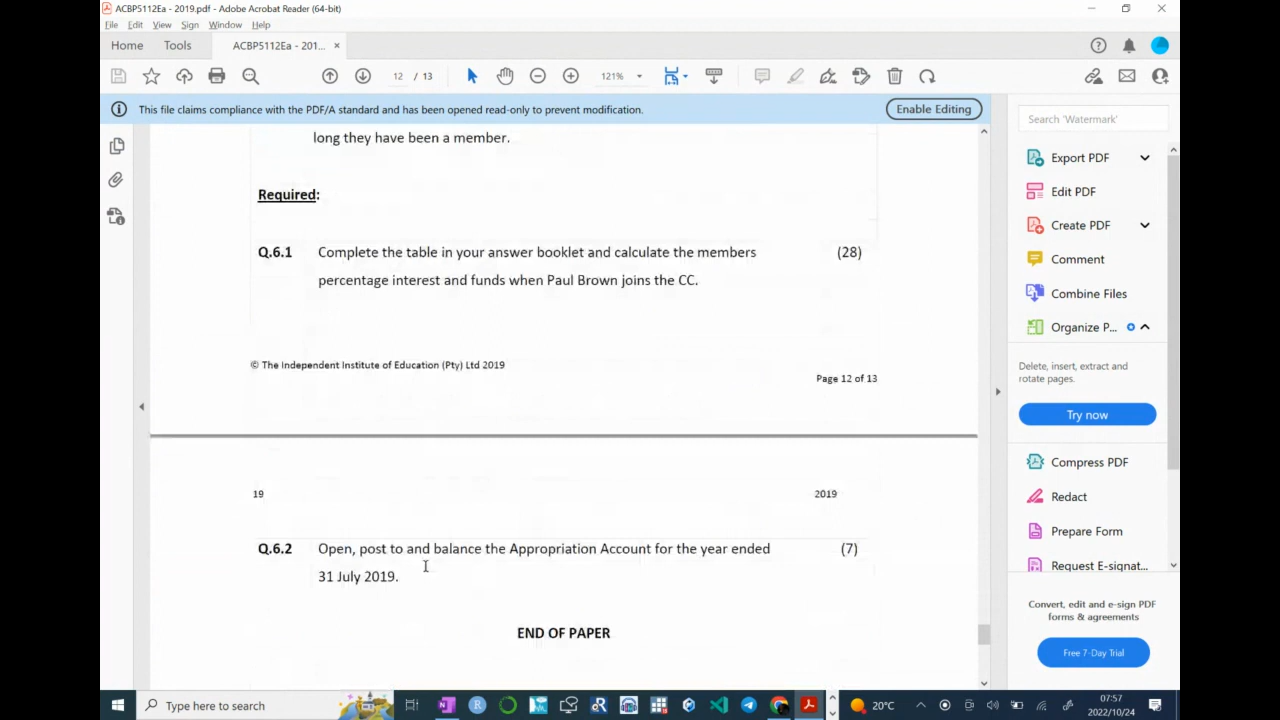 ACBP5112Ea - 2019.pdf - Adobe Acrobat Reader (64-bit)
File Edit View Sign Window Help
Home Tools ACBP5112Ea - 201... ×
12 / 13 121%
This file claims compliance with the PDF/A standard and has been opened read-only to prevent modification. Enable Editing
long they have been a member.
Required:
Q.6.1 Complete the table in your answer booklet and calculate the members (28)
percentage interest and funds when Paul Brown joins the CC.
© The Independent Institute of Education (Pty) Ltd 2019
Page 12 of 13
19 2019
Q.6.2 Open, post to and balance the Appropriation Account for the year ended (7)
31 July 2019.
END OF PAPER
Search 'Watermark'
Export PDF
Edit PDF
Create PDF
Comment
Combine Files
Organize P...
Delete, insert, extract and
rotate pages.
Try now
Compress PDF
Redact
Prepare Form
Request E-signat...
Convert, edit and e-sign PDF
forms & agreements
Free 7-Day Trial
Type here to search
20°C
07:57
2022/10/24